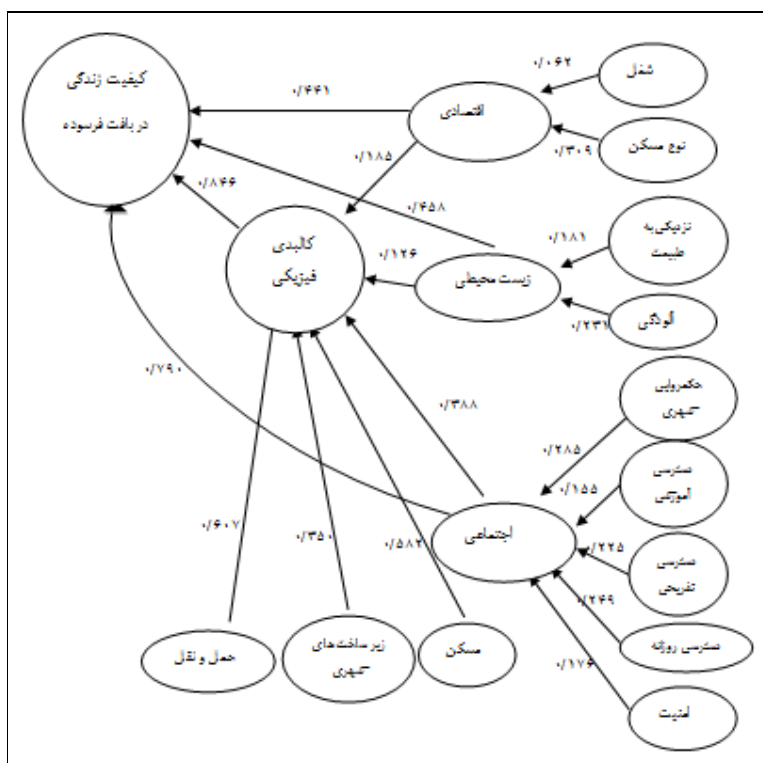 کیفیت زندگی
در بافت فرسوده
۰/۴۴۱
اقتصادی
۰/۰۶۲
شغل
۰/۳۰۹
نوع مسکن
۰/۱۸۵
۰/۴۵۸
۰/۸۴۶
کالبدی
فیزیکی
۰/۱۲۶
زیست محیطی
۰/۱۸۱
نزدیکی به
طبیعت
۰/۲۳۱
آلودگی
۰/۷۹۰
۰/۳۸۸
حکمروایی
شهری
۰/۲۸۵
دسترسی
آموزشی
۰/۱۵۵
اجتماعی
۰/۲۲۵
دسترسی
تفریحی
۰/۲۴۹
دسترسی روزانه
۰/۱۷۶
امنیت
۰/۶۰۷
۰/۳۵۰
۰/۵۸۲
حمل و نقل
زیر ساخت‌های
شهری
مسکن